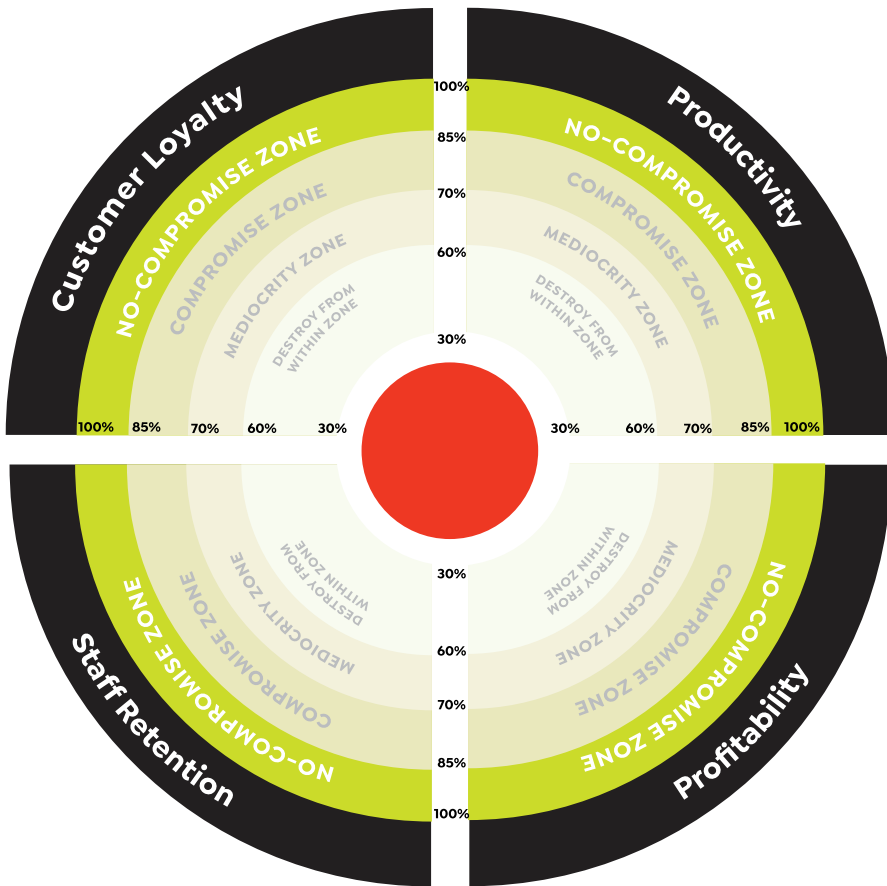 Customer Loyalty
NO-COMPROMISE ZONE
COMPROMISE ZONE
MEDIOCRITY ZONE
DESTROY FROM
WITHIN ZONE
Productivity
NO-COMPROMISE ZONE
COMPROMISE ZONE
MEDIOCRITY ZONE
DESTROY FROM
WITHIN ZONE
100%
85%
70%
60%
30%
100% 85% 70% 60% 30%
30% 60% 70% 85% 100%
Staff Retention
NO-COMPROMISE ZONE
COMPROMISE ZONE
MEDIOCRITY ZONE
DESTROY FROM
WITHIN ZONE
Profitability
NO-COMPROMISE ZONE
COMPROMISE ZONE
MEDIOCRITY ZONE
DESTROY FROM
WITHIN ZONE
30%
60%
70%
85%
100%